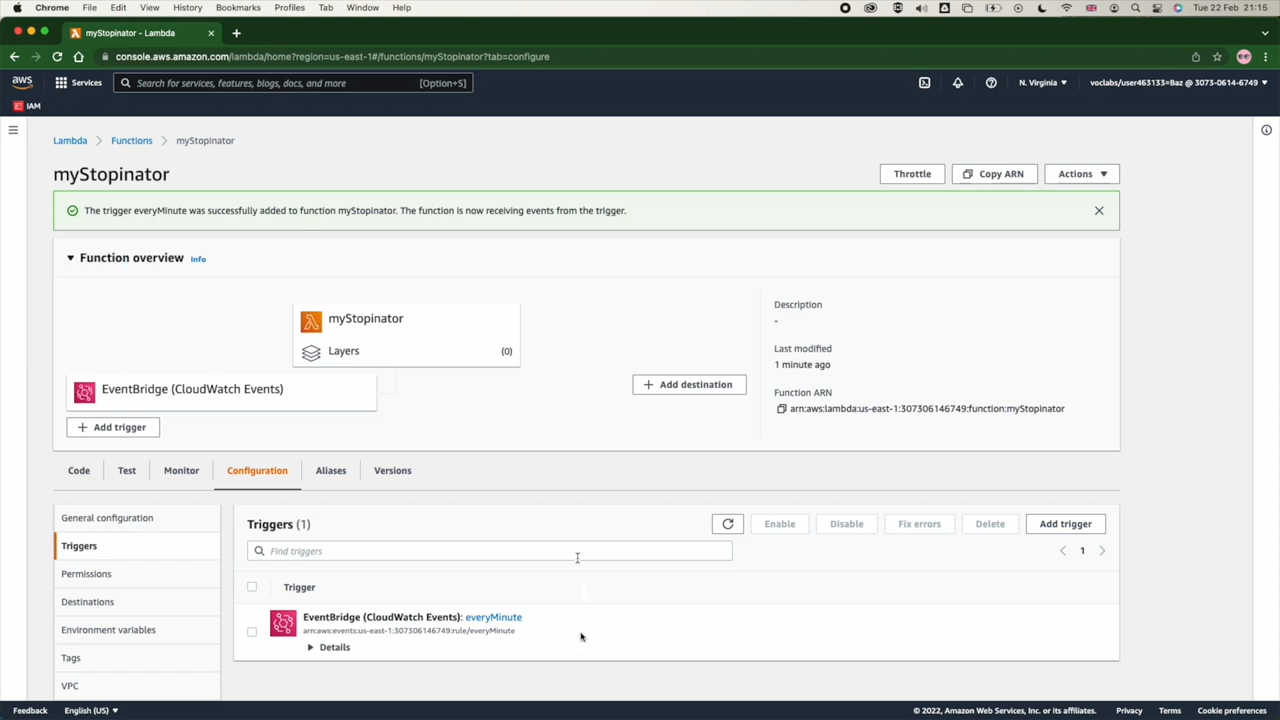 Chrome File Edit View History Bookmarks Profiles Tab Window Help Tue 22 Feb 21:15
myStopinator - Lambda
console.aws.amazon.com/lambda/home?region=us-east-1#/functions/myStopinator?tab=configure
aws Services Search for services, features, blogs, docs, and more [Option+S] N. Virginia ▼ voclabs/user463133=Baz @ 3073-0614-6749 ▼
IAM
Lambda > Functions > myStopinator
myStopinator Throttle Copy ARN Actions ▼
The trigger everyMinute was successfully added to function myStopinator. The function is now receiving events from the trigger.
▼ Function overview Info
myStopinator
Layers (0)
EventBridge (CloudWatch Events)
+ Add trigger
+ Add destination
Description
-
Last modified
1 minute ago
Function ARN
arn:aws:lambda:us-east-1:307306146749:function:myStopinator
Code Test Monitor Configuration Aliases Versions
General configuration
Triggers
Permissions
Destinations
Environment variables
Tags
VPC
Triggers (1) Enable Disable Fix errors Delete Add trigger
Find triggers < 1 >
Trigger
EventBridge (CloudWatch Events): everyMinute
arn:aws:events:us-east-1:307306146749:rule/everyMinute
Details
Feedback English (US) ▼ © 2022, Amazon Web Services, Inc. or its affiliates. Privacy Terms Cookie preferences